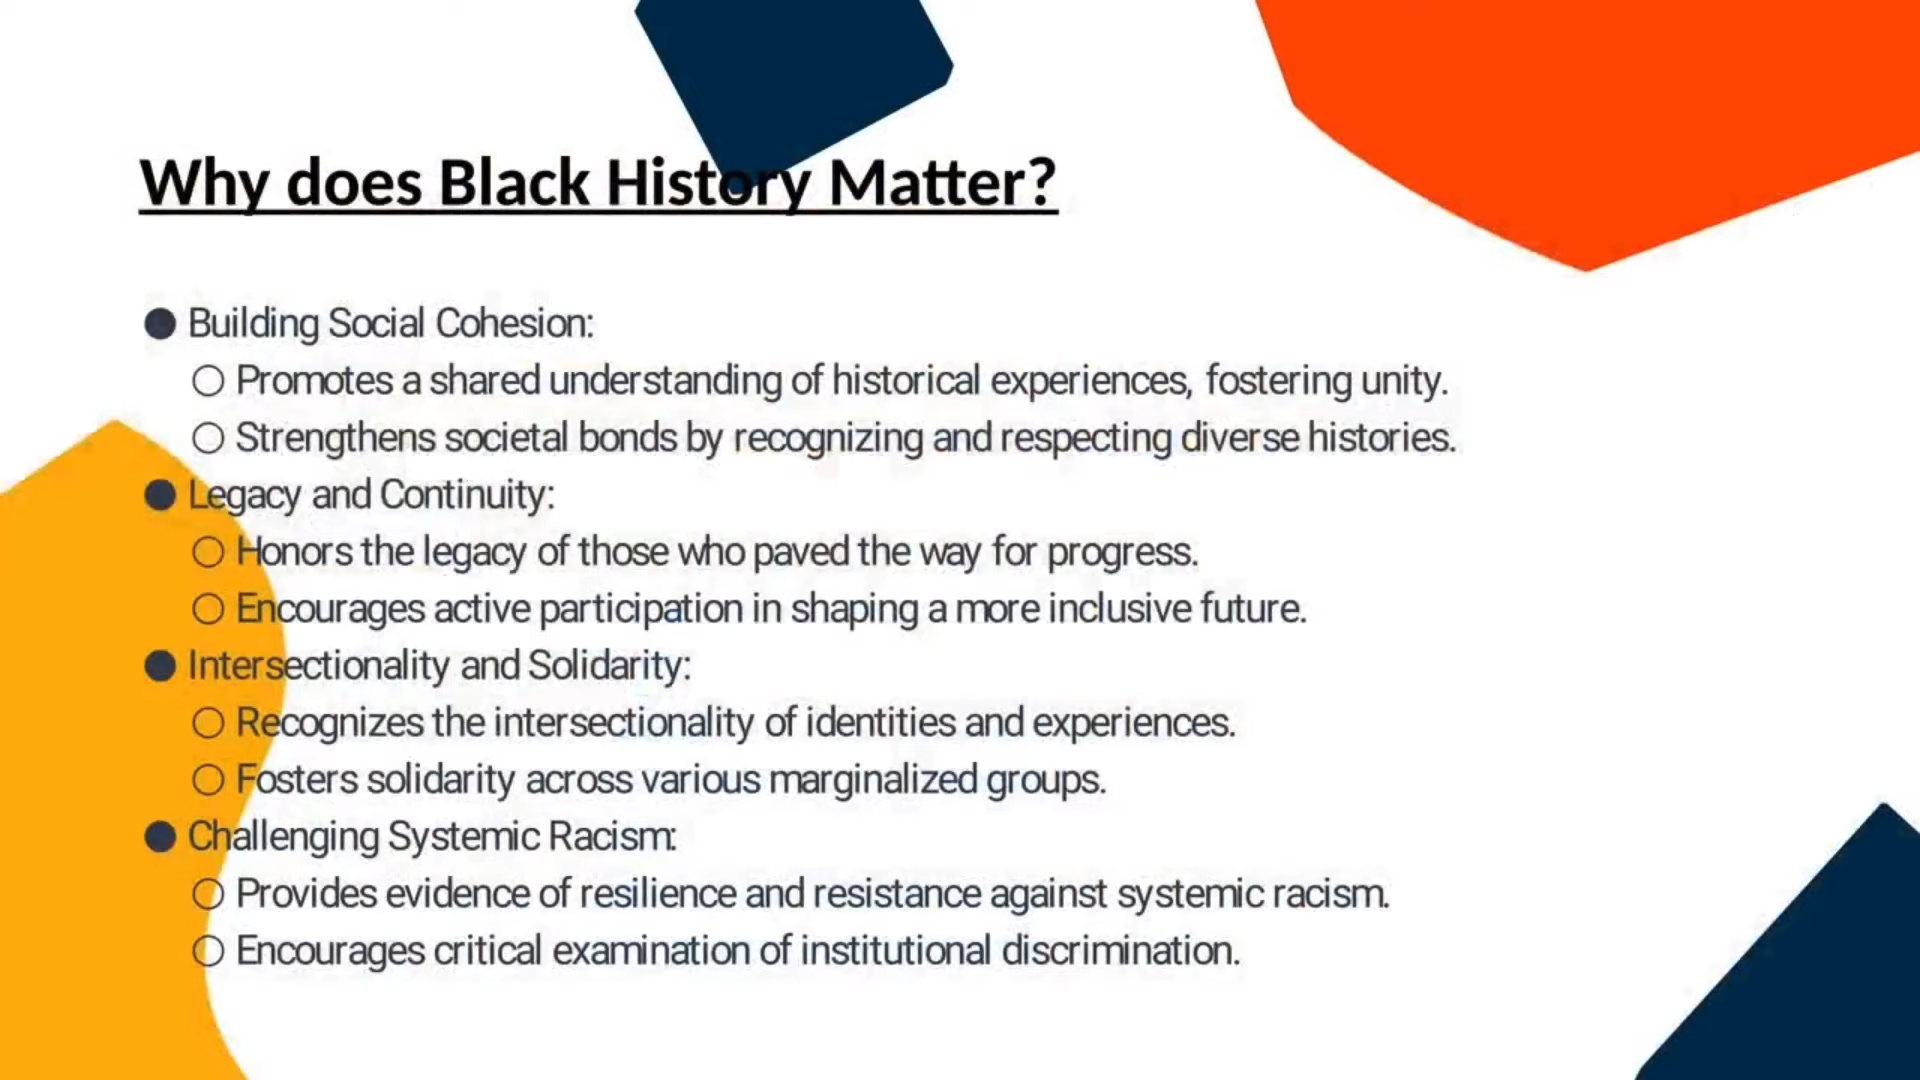 Why does Black History Matter?
● Building Social Cohesion:
○ Promotes a shared understanding of historical experiences, fostering unity.
○ Strengthens societal bonds by recognizing and respecting diverse histories.
● Legacy and Continuity:
○ Honors the legacy of those who paved the way for progress.
○ Encourages active participation in shaping a more inclusive future.
● Intersectionality and Solidarity:
○ Recognizes the intersectionality of identities and experiences.
○ Fosters solidarity across various marginalized groups.
● Challenging Systemic Racism:
○ Provides evidence of resilience and resistance against systemic racism.
○ Encourages critical examination of institutional discrimination.